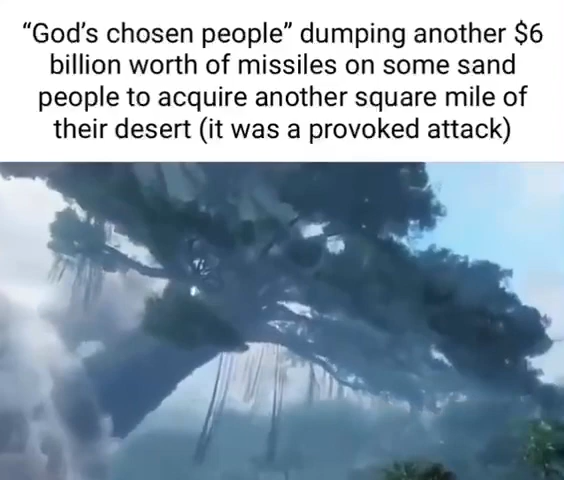 “God’s chosen people” dumping another $6
billion worth of missiles on some sand
people to acquire another square mile of
their desert (it was a provoked attack)